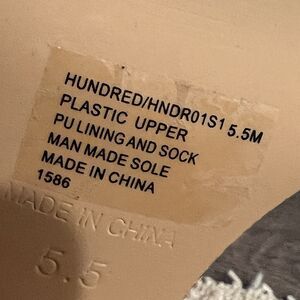 HUNDRED/HNDR01S1 5.5M
PLASTIC UPPER
PU LINING AND SOCK
MAN MADE SOLE
MADE IN CHINA
1586
MADE IN CHINA
5.5